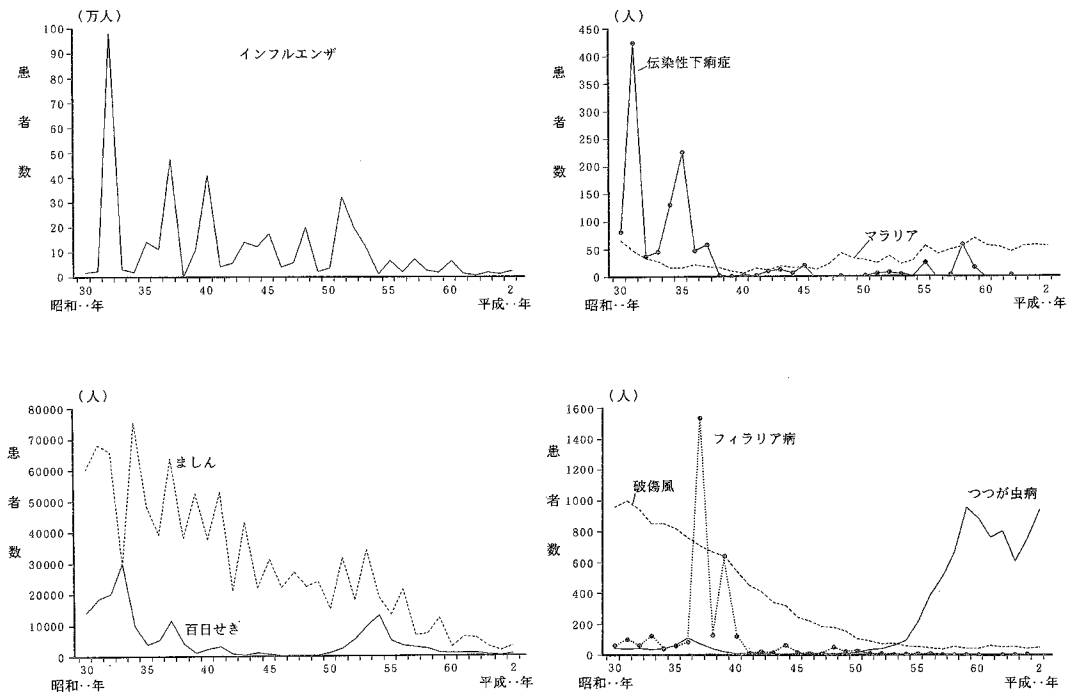 （万人）
インフルエンザ
患者数
100
90
80
70
60
50
40
30
20
10
0
30 35 40 45 50 55 60 2
昭和‥年 平成‥年
（人）
伝染性下痢症
マラリア
患者数
450
400
350
300
250
200
150
100
50
0
30 35 40 45 50 55 60 2
昭和‥年 平成‥年
（人）
ましん
百日せき
患者数
80000
70000
60000
50000
40000
30000
20000
10000
0
30 35 40 45 50 55 60 2
昭和‥年 平成‥年
（人）
フィラリア病
破傷風
つつが虫病
患者数
1600
1400
1200
1000
800
600
400
200
0
30 35 40 45 50 55 60 2
昭和‥年 平成‥年